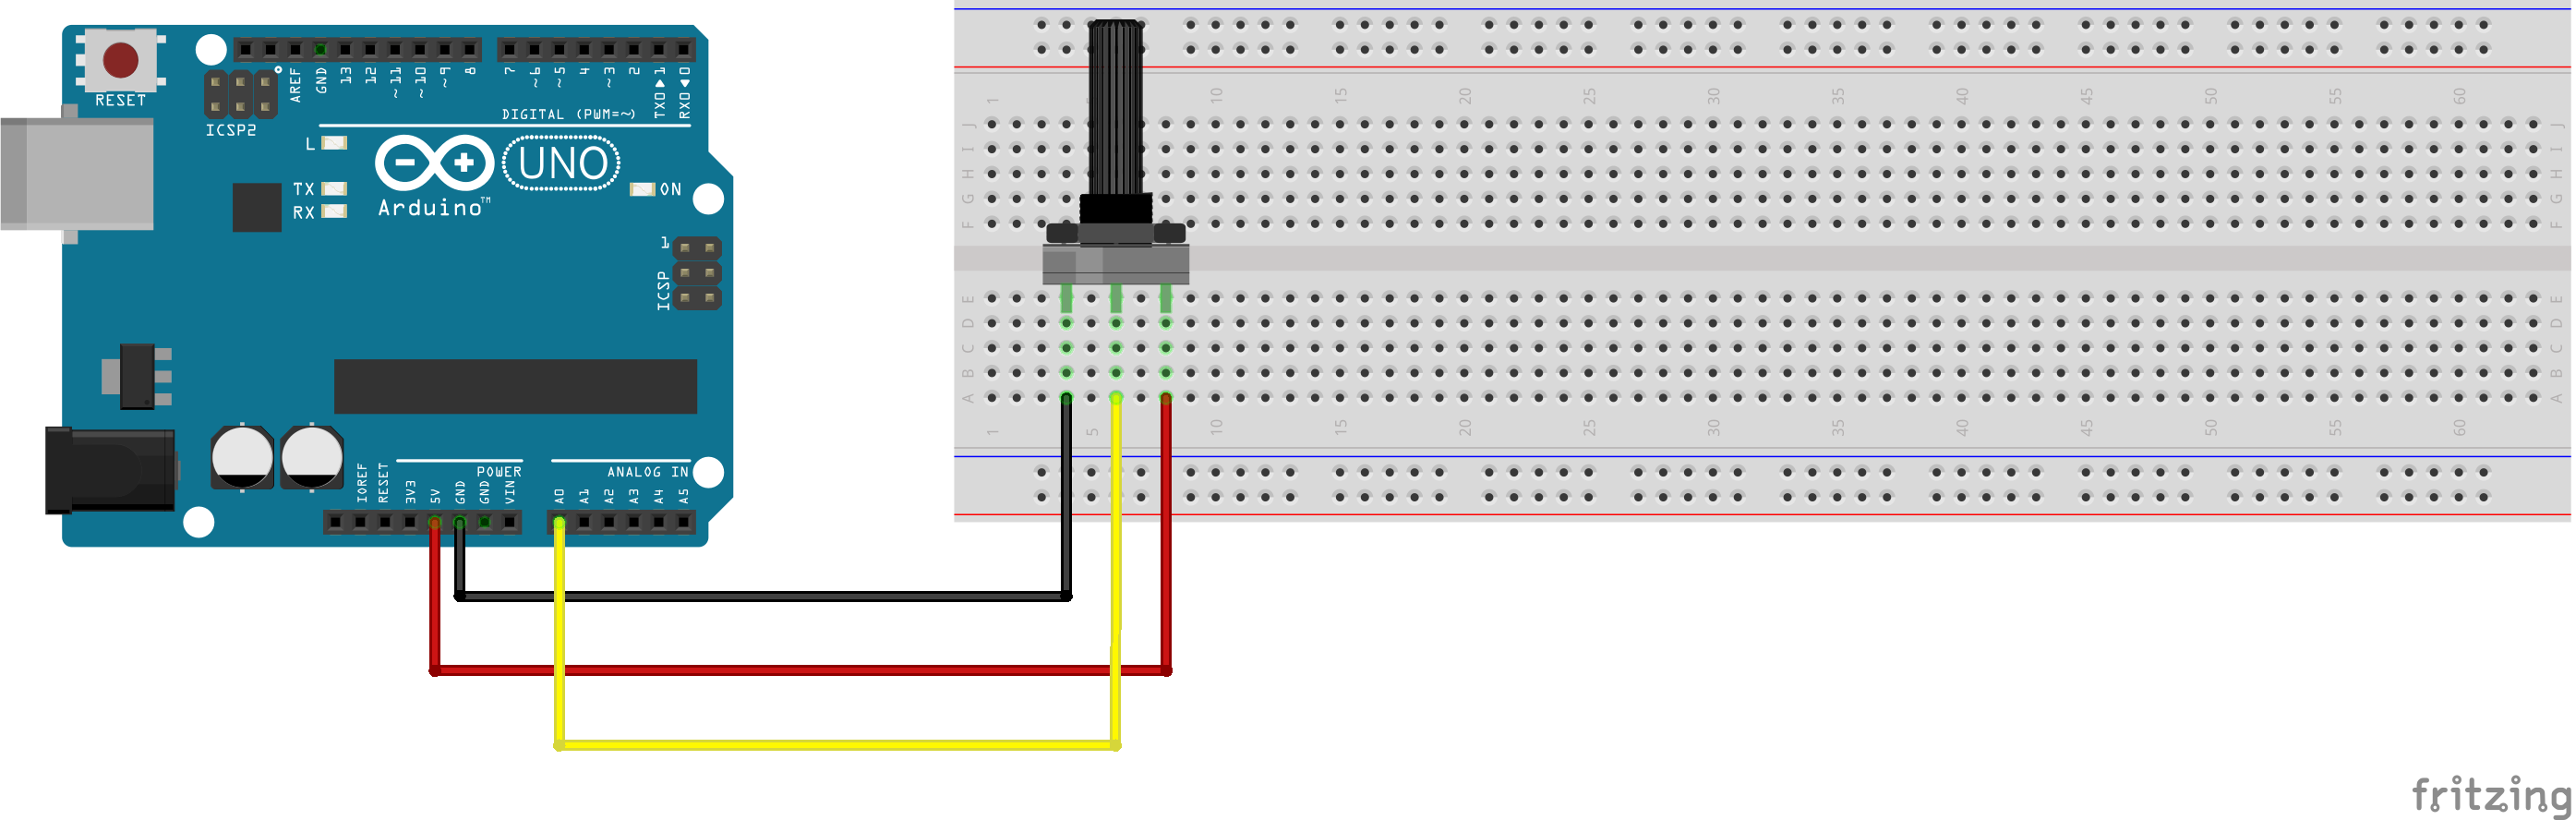 RESET
ICSP2
AREF
GND
13
12
~11
~10
~9
8
7
~6
~5
4
~3
2
TX0▶1
RX0◀0
DIGITAL (PWM=~)
L
TX
RX
UNO
ON
Arduino™
1
ICSP
POWER
ANALOG IN
IOREF
RESET
3V3
5V
GND
GND
VIN
A0
A1
A2
A3
A4
A5
1 10 15 20 25 30 35 40 45 50 55 60
J J
I I
H H
G G
F F
E E
D D
C C
B B
A A
1 5 10 15 20 25 30 35 40 45 50 55 60
fritzing